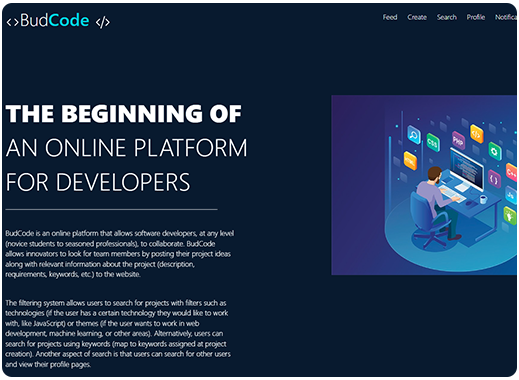 <>BudCode </>
Feed Create Search Profile Notifica
THE BEGINNING OF
AN ONLINE PLATFORM
FOR DEVELOPERS
BudCode is an online platform that allows software developers, at any level
(novice students to seasoned professionals), to collaborate. BudCode
allows innovators to look for team members by posting their project ideas
along with relevant information about the project (description,
requirements, keywords, etc.) to the website.
The filtering system allows users to search for projects with filters such as
technologies (if the user has a certain technology they would like to work
with, like JavaScript) or themes (if the user wants to work in web
development, machine learning, or other areas). Alternatively, users can
search for projects using keywords (map to keywords assigned at project
creation). Another aspect of search is that users can search for other users
and view their profile pages.
CSS
PHP
</>
C++
XML
{ }
Js